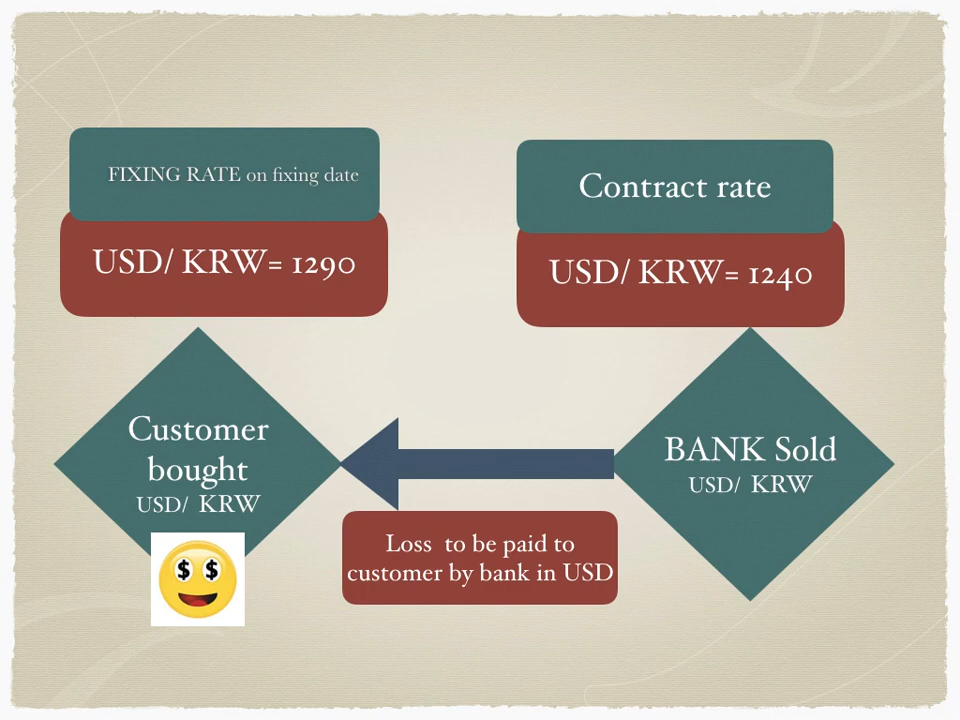 FIXING RATE on fixing date
USD/ KRW= 1290
Contract rate
USD/ KRW= 1240
Customer
bought
USD/ KRW
BANK Sold
USD/ KRW
Loss to be paid to
customer by bank in USD
$ $